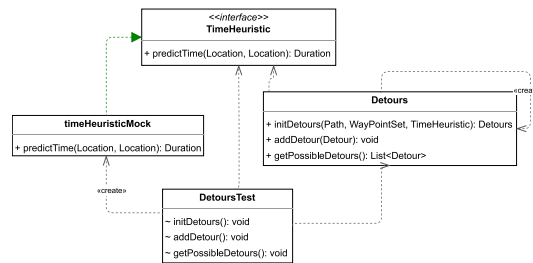 <<interface>>
TimeHeuristic
+ predictTime(Location, Location): Duration
Detours
+ initDetours(Path, WayPointSet, TimeHeuristic): Detours
+ addDetour(Detour): void
+ getPossibleDetours(): List<Detour>
«crea
timeHeuristicMock
+ predictTime(Location, Location): Duration
«create»
DetoursTest
~ initDetours(): void
~ addDetour(): void
~ getPossibleDetours(): void